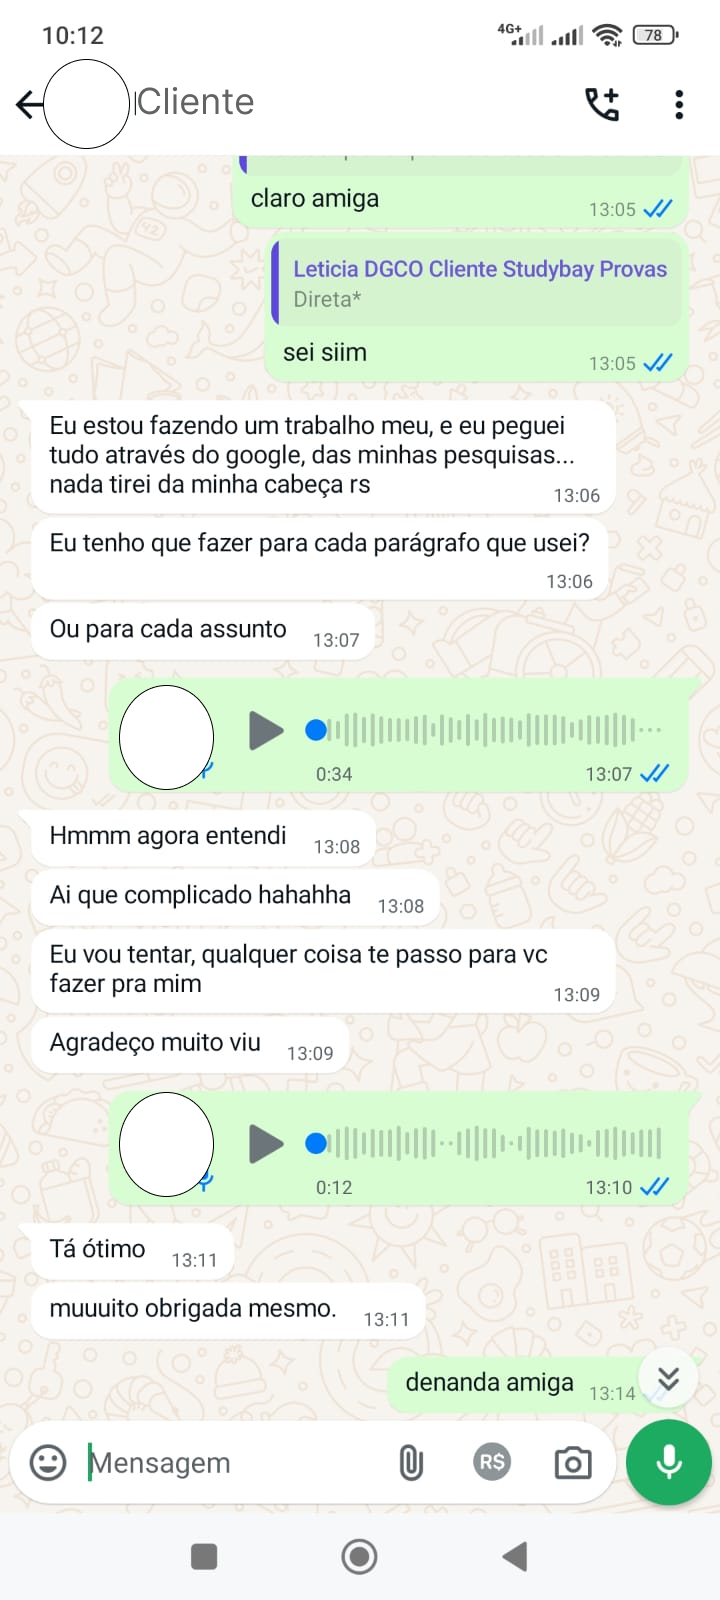 10:12
4G+
78
Cliente
claro amiga
13:05
Leticia DGCO Cliente Studybay Provas
Direta*
sei siim
13:05
Eu estou fazendo um trabalho meu, e eu peguei
tudo através do google, das minhas pesquisas...
nada tirei da minha cabeça rs
13:06
Eu tenho que fazer para cada parágrafo que usei?
13:06
Ou para cada assunto
13:07
0:34
13:07
Hmmm agora entendi
13:08
Ai que complicado hahahha
13:08
Eu vou tentar, qualquer coisa te passo para vc
fazer pra mim
13:09
Agradeço muito viu
13:09
0:12
13:10
Tá ótimo
13:11
muuuito obrigada mesmo.
13:11
denanda amiga
13:14
Mensagem
R$